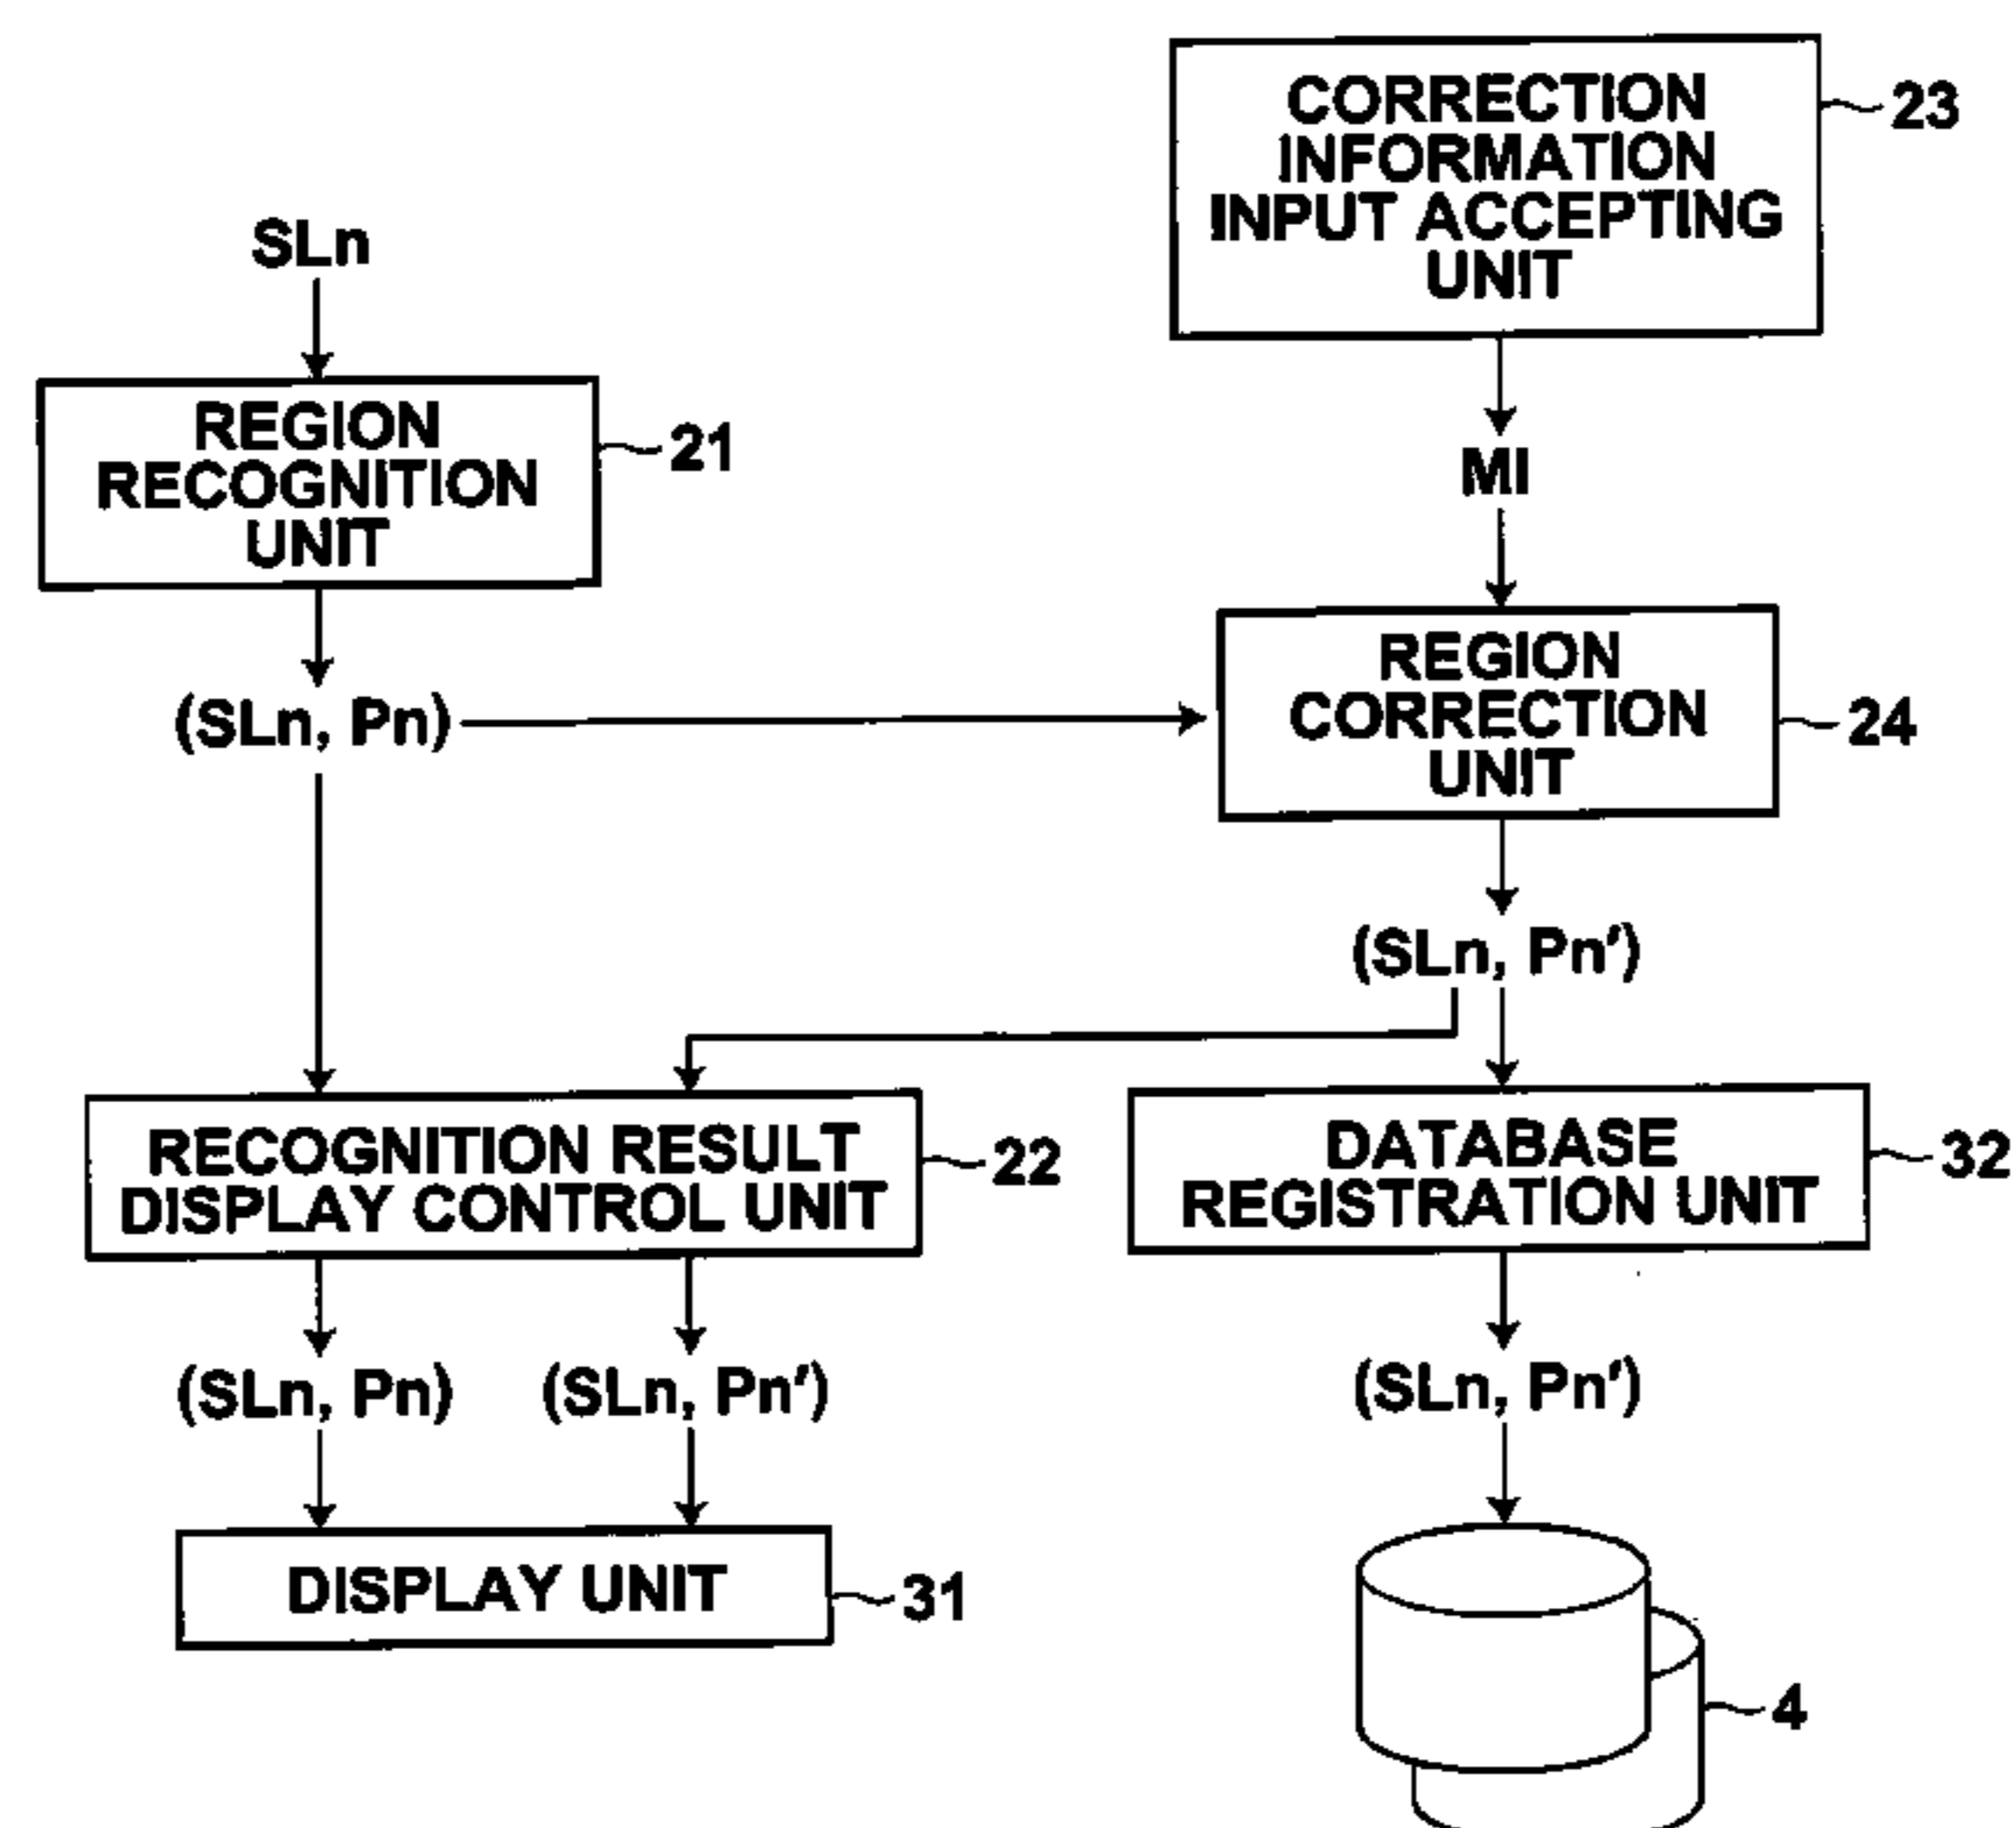 CORRECTION
INFORMATION
INPUT ACCEPTING
UNIT
23
SLn
REGION
RECOGNITION
UNIT
21
MI
REGION
CORRECTION
UNIT
24
(SLn, Pn)
(SLn, Pn')
RECOGNITION RESULT
DISPLAY CONTROL UNIT
22
DATABASE
REGISTRATION UNIT
32
(SLn, Pn)
(SLn, Pn')
(SLn, Pn')
DISPLAY UNIT
31
4